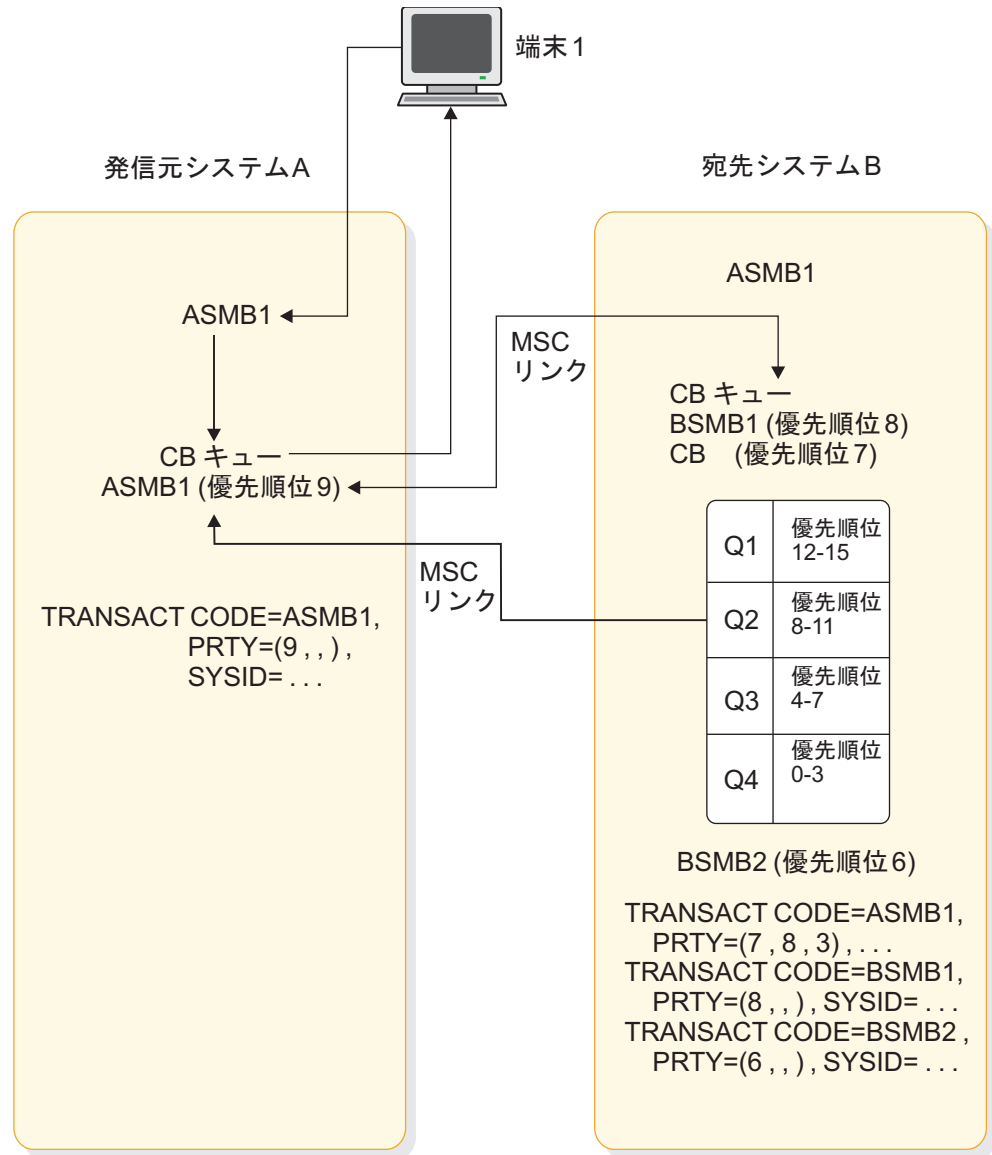 端末1
発信元システムA
宛先システムB
ASMB1
CB キュー
ASMB1 (優先順位9)
TRANSACT CODE=ASMB1,
PRTY=(9 , , ) ,
SYSID= . . .
MSC
リンク
MSC
リンク
ASMB1
CB キュー
BSMB1 (優先順位8)
CB (優先順位7)
Q1 優先順位
12-15
Q2 優先順位
8-11
Q3 優先順位
4-7
Q4 優先順位
0-3
BSMB2 (優先順位6)
TRANSACT CODE=ASMB1,
PRTY=(7 , 8 , 3) , . . .
TRANSACT CODE=BSMB1,
PRTY=(8 , , ) , SYSID= . . .
TRANSACT CODE=BSMB2 ,
PRTY=(6 , , ) , SYSID= . . .